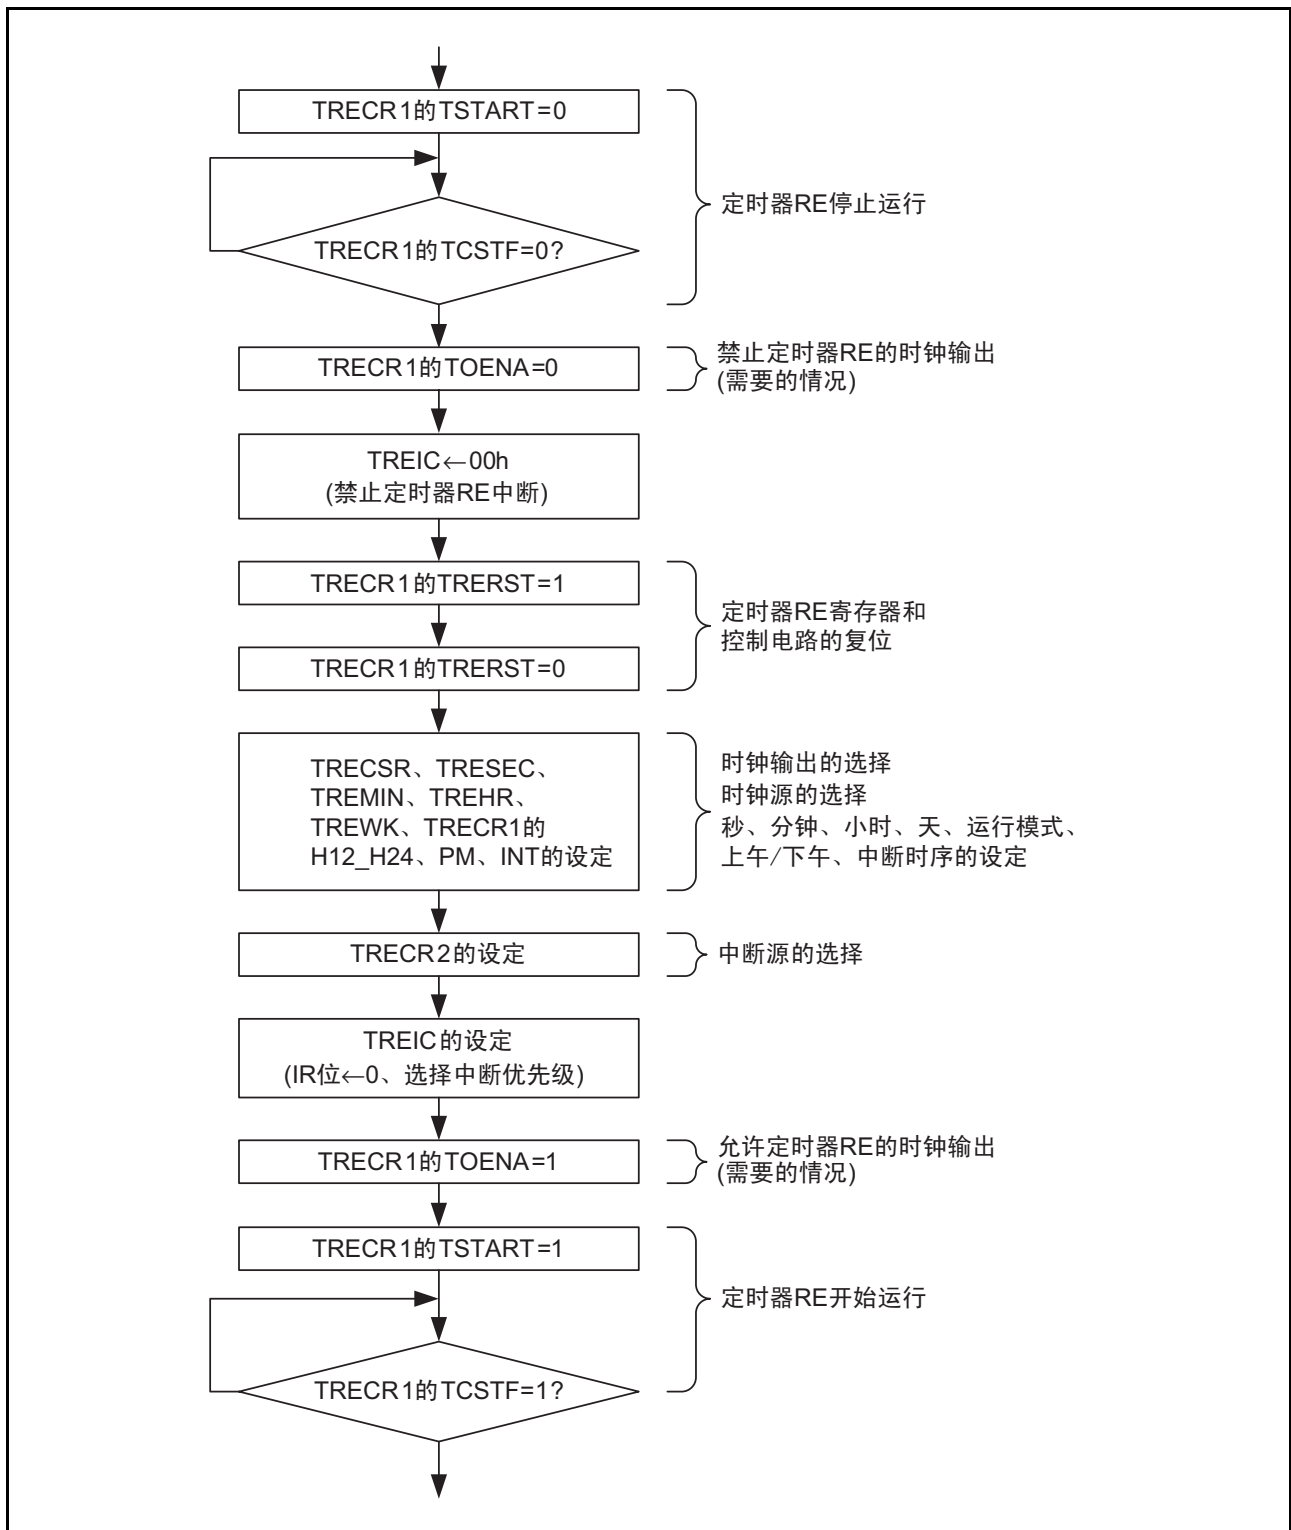 TRECR1的TSTART=0
TRECR1的TCSTF=0?
定时器RE停止运行
TRECR1的TOENA=0
禁止定时器RE的时钟输出
(需要的情况)
TREIC←00h
(禁止定时器RE中断)
TRECR1的TRERST=1
TRECR1的TRERST=0
定时器RE寄存器和
控制电路的复位
TRECSR、TRESEC、
TREMIN、TREHR、
TREWK、TRECR1的
H12_H24、PM、INT的设定
时钟输出的选择
时钟源的选择
秒、分钟、小时、天、运行模式、
上午/下午、中断时序的设定
TRECR2的设定
中断源的选择
TREIC的设定
(IR位←0、选择中断优先级)
TRECR1的TOENA=1
允许定时器RE的时钟输出
(需要的情况)
TRECR1的TSTART=1
TRECR1的TCSTF=1?
定时器RE开始运行